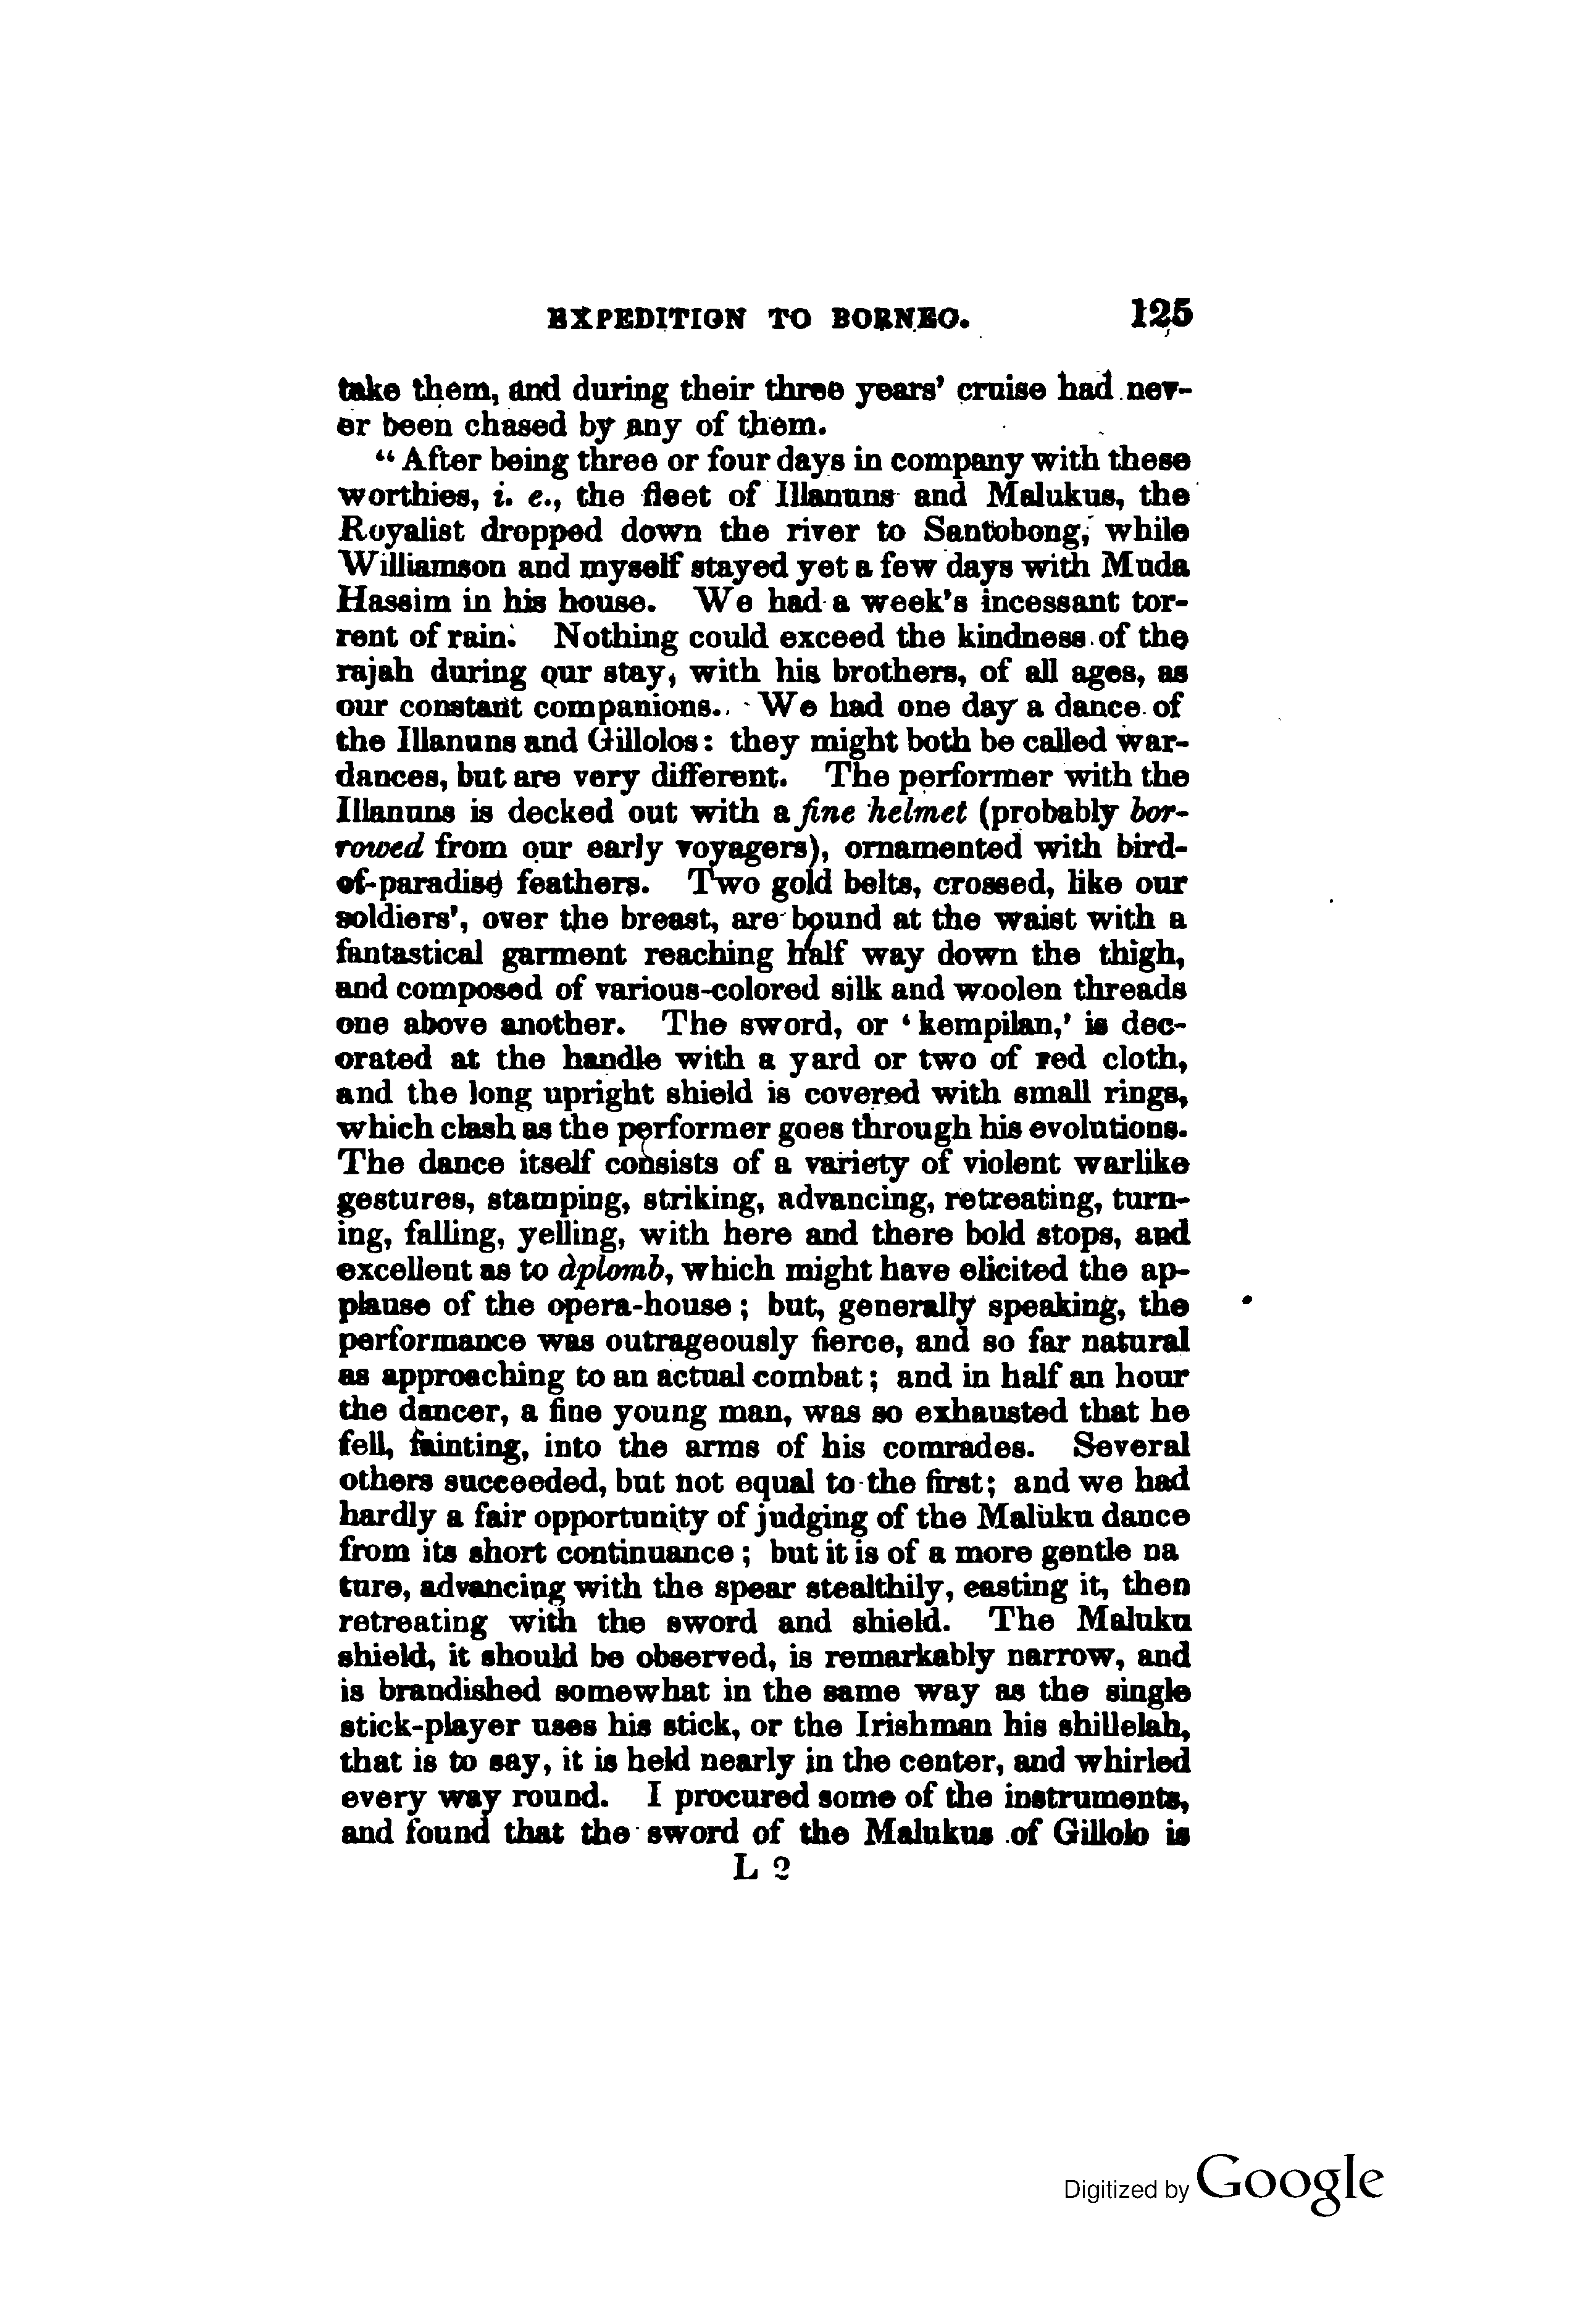 EXPEDITION TO BORNEO. 125
take them, and during their three years' cruise had nev-
er been chased by any of them.
“ After being three or four days in company with these
worthies, i. e., the fleet of Illanuns and Malukus, the
Royalist dropped down the river to Santobong, while
Williamson and myself stayed yet a few days with Muda
Hassim in his house. We had a week's incessant tor-
rent of rain. Nothing could exceed the kindness of the
rajah during our stay, with his brothers, of all ages, as
our constant companions. We had one day a dance of
the Illanuns and Gillolos: they might both be called war-
dances, but are very different. The performer with the
Illanuns is decked out with a fine helmet (probably bor-
rowed from our early voyagers), ornamented with bird-
of-paradise feathers. Two gold belts, crossed, like our
soldiers', over the breast, are bound at the waist with a
fantastical garment reaching half way down the thigh,
and composed of various-colored silk and woolen threads
one above another. The sword, or ‘ kempilan,’ is dec-
orated at the handle with a yard or two of red cloth,
and the long upright shield is covered with small rings,
which clash as the performer goes through his evolutions.
The dance itself consists of a variety of violent warlike
gestures, stamping, striking, advancing, retreating, turn-
ing, falling, yelling, with here and there bold stops, and
excellent as to àplomb, which might have elicited the ap-
plause of the opera-house ; but, generally speaking, the
performance was outrageously fierce, and so far natural
as approaching to an actual combat ; and in half an hour
the dancer, a fine young man, was so exhausted that he
fell, fainting, into the arms of his comrades. Several
others succeeded, but not equal to the first; and we had
hardly a fair opportunity of judging of the Maluku dance
from its short continuance ; but it is of a more gentle na
ture, advancing with the spear stealthily, casting it, then
retreating with the sword and shield. The Maluku
shield, it should be observed, is remarkably narrow, and
is brandished somewhat in the same way as the single
stick-player uses his stick, or the Irishman his shillelah,
that is to say, it is held nearly in the center, and whirled
every way round. I procured some of the instruments,
and found that the sword of the Malukus of Gillolo is
L 2
Digitized by Google